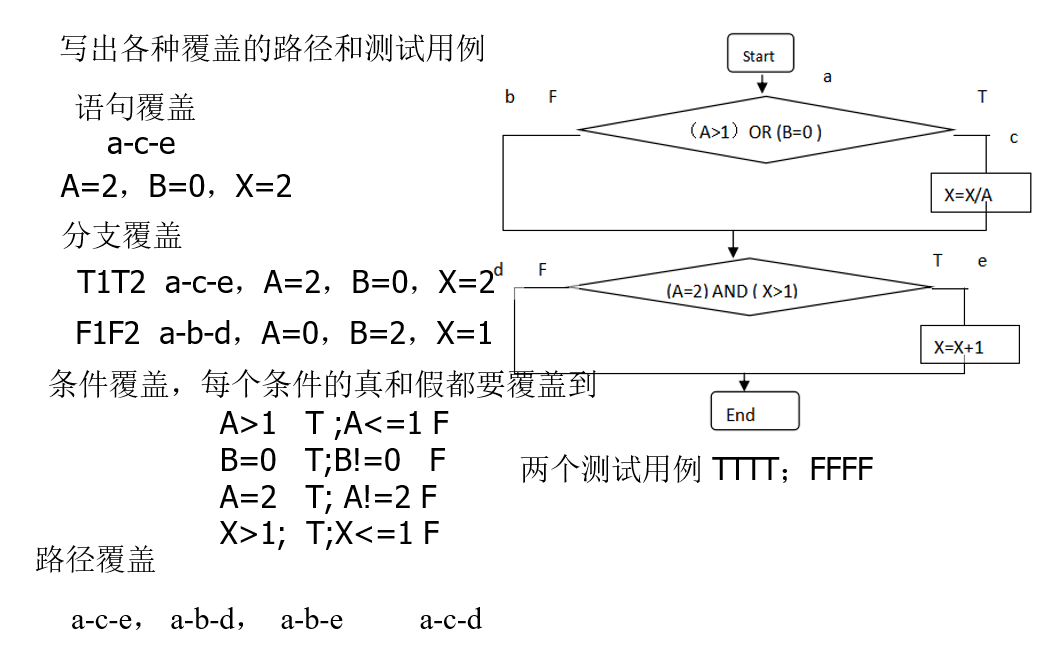 写出各种覆盖的路径和测试用例
语句覆盖
a-c-e
A=2，B=0，X=2
分支覆盖
T1T2 a-c-e，A=2，B=0，X=2
F1F2 a-b-d，A=0，B=2，X=1
条件覆盖，每个条件的真和假都要覆盖到
A>1 T ;A<=1 F
B=0 T;B!=0 F
A=2 T; A!=2 F
X>1; T;X<=1 F
两个测试用例 TTTT；FFFF
路径覆盖
a-c-e， a-b-d， a-b-e a-c-d
Start
a
b F
T
c
（A>1）OR (B=0 )
X=X/A
d F
T e
(A=2) AND ( X>1)
X=X+1
End